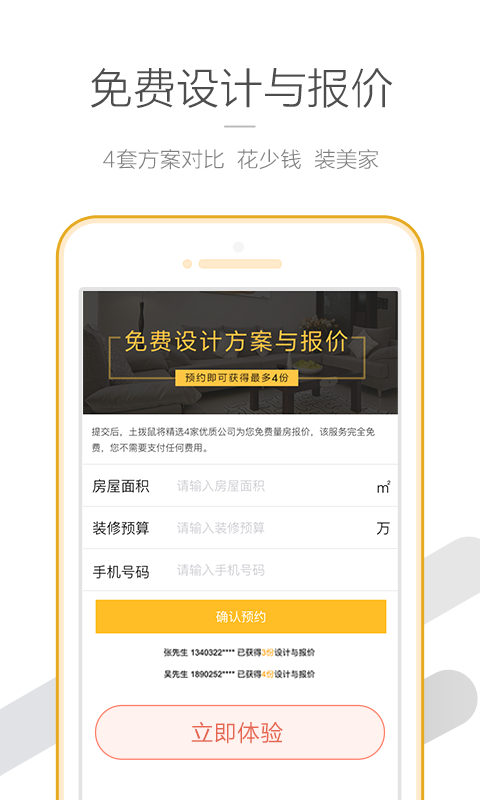 免费设计与报价
4套方案对比 花少钱 装美家
免费设计方案与报价
预约即可获得最多4份
提交后，土拨鼠将精选4家优质公司为您免费量房报价，该服务完全免
费，您不需要支付任何费用。
房屋面积 请输入房屋面积 ㎡
装修预算 请输入装修预算 万
手机号码 请输入手机号码
确认预约
张先生 1340322**** 已获得3份设计与报价
吴先生 1890252**** 已获得4份设计与报价
立即体验